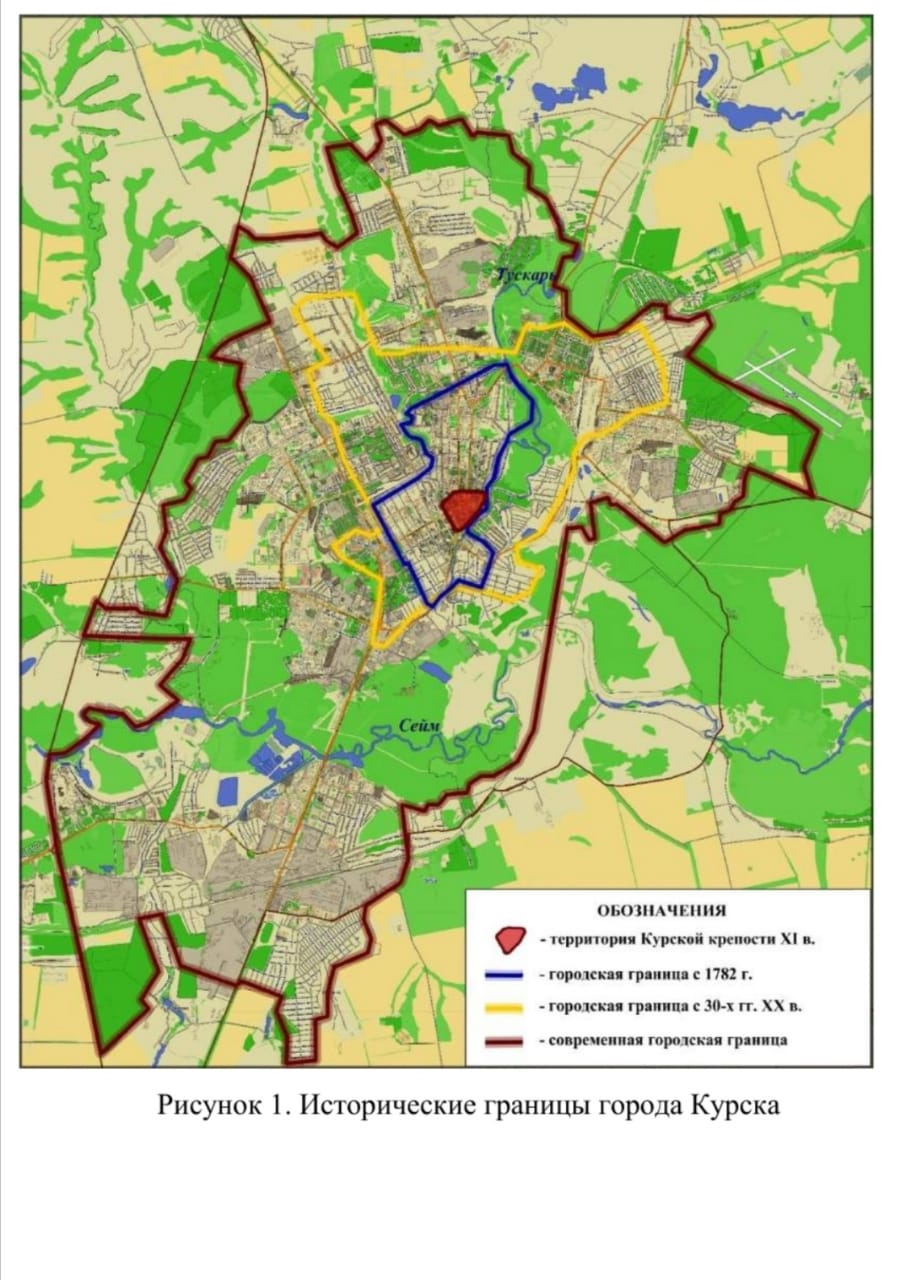 Тускарь
Сейм
ОБОЗНАЧЕНИЯ
- территория Курской крепости XI в.
- городская граница с 1782 г.
- городская граница с 30-х гг. XX в.
- современная городская граница
Рисунок 1. Исторические границы города Курска